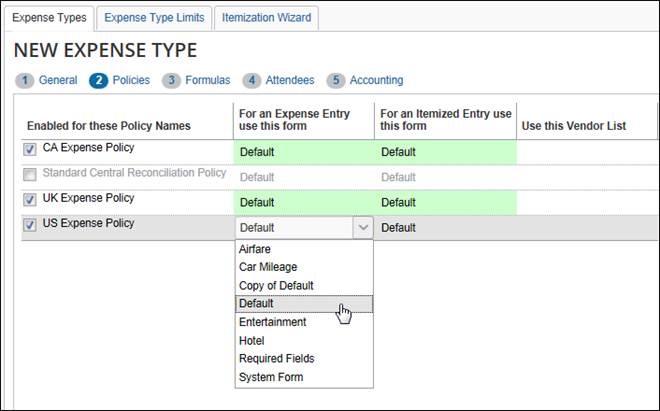 Expense Types Expense Type Limits Itemization Wizard
NEW EXPENSE TYPE
1 General 2 Policies 3 Formulas 4 Attendees 5 Accounting
Enabled for these Policy Names For an Expense Entry use this form For an Itemized Entry use this form Use this Vendor List
CA Expense Policy Default Default
Standard Central Reconciliation Policy Default Default
UK Expense Policy Default Default
US Expense Policy Default Default
Airfare
Car Mileage
Copy of Default
Default
Entertainment
Hotel
Required Fields
System Form